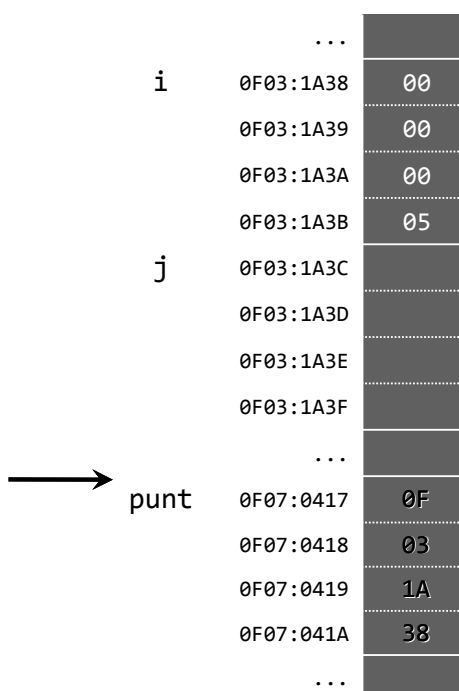 ...
i 0F03:1A38 00
0F03:1A39 00
0F03:1A3A 00
0F03:1A3B 05
j 0F03:1A3C
0F03:1A3D
0F03:1A3E
0F03:1A3F
...
punt 0F07:0417 0F
0F07:0418 03
0F07:0419 1A
0F07:041A 38
...